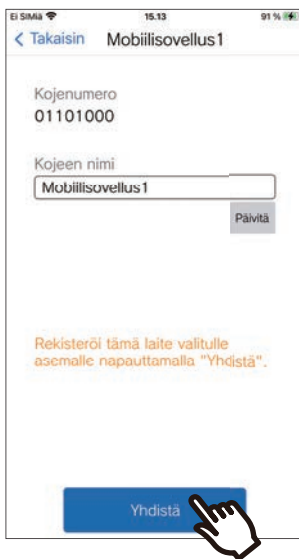 Ei SIMiä 15.13 91 %
Takaisin Mobiilisovellus1
Kojenumero
01101000
Kojeen nimi
Mobiilisovellus1
Päivitä
Rekisteröi tämä laite valitulle
asemalle napauttamalla "Yhdistä".
Yhdistä